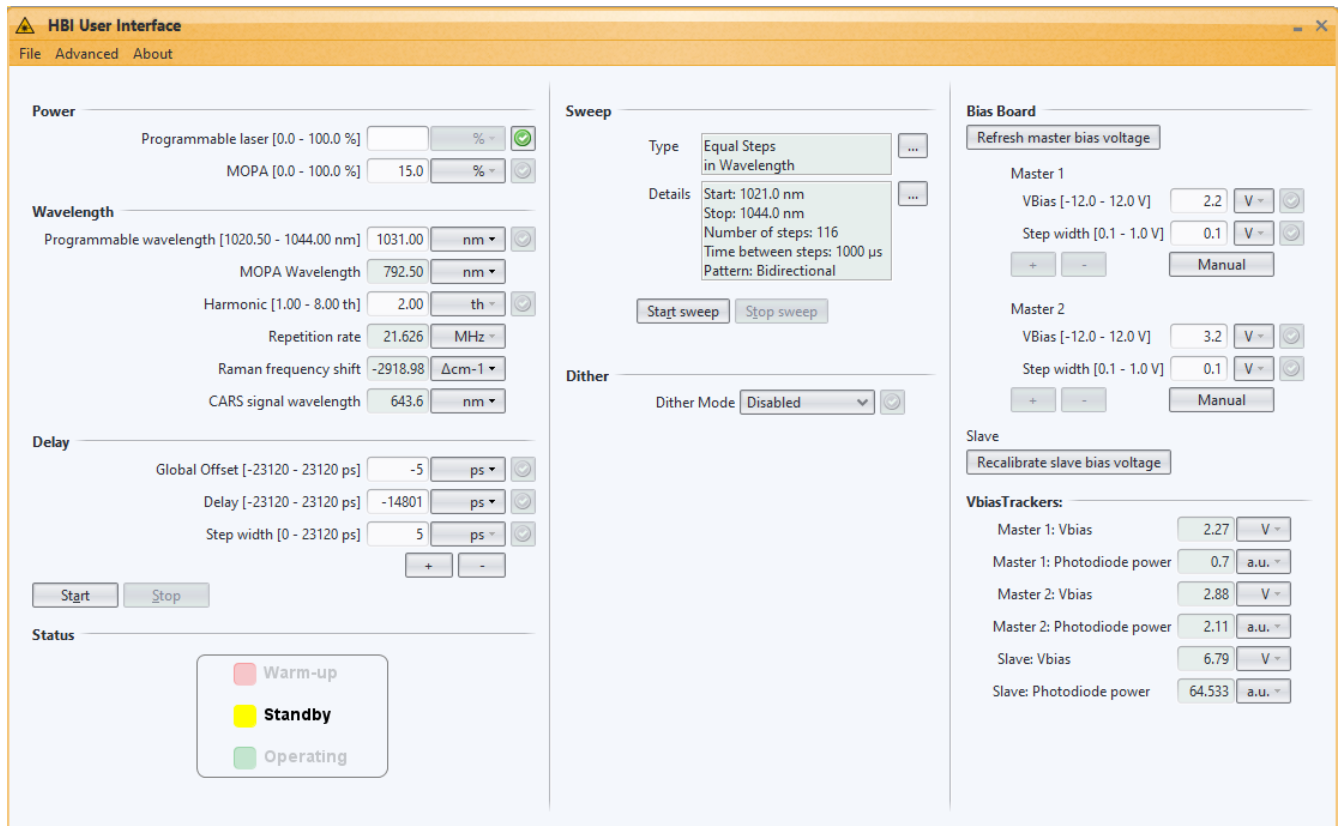 HBI User Interface
File Advanced About
Power
Programmable laser [0.0 - 100.0 %] %
MOPA [0.0 - 100.0 %] 15.0 %
Wavelength
Programmable wavelength [1020.50 - 1044.00 nm] 1031.00 nm
MOPA Wavelength 792.50 nm
Harmonic [1.00 - 8.00 th] 2.00 th
Repetition rate 21.626 MHz
Raman frequency shift -2918.98 Δcm-1
CARS signal wavelength 643.6 nm
Delay
Global Offset [-23120 - 23120 ps] -5 ps
Delay [-23120 - 23120 ps] -14801 ps
Step width [0 - 23120 ps] 5 ps
+ -
Start Stop
Status
Warm-up
Standby
Operating
Sweep
Type Equal Steps ...
in Wavelength
Details Start: 1021.0 nm ...
Stop: 1044.0 nm
Number of steps: 116
Time between steps: 1000 µs
Pattern: Bidirectional
Start sweep Stop sweep
Dither
Dither Mode Disabled
Bias Board
Refresh master bias voltage
Master 1
VBias [-12.0 - 12.0 V] 2.2 V
Step width [0.1 - 1.0 V] 0.1 V
+ - Manual
Master 2
VBias [-12.0 - 12.0 V] 3.2 V
Step width [0.1 - 1.0 V] 0.1 V
+ - Manual
Slave
Recalibrate slave bias voltage
VbiasTrackers:
Master 1: Vbias 2.27 V
Master 1: Photodiode power 0.7 a.u.
Master 2: Vbias 2.88 V
Master 2: Photodiode power 2.11 a.u.
Slave: Vbias 6.79 V
Slave: Photodiode power 64.533 a.u.